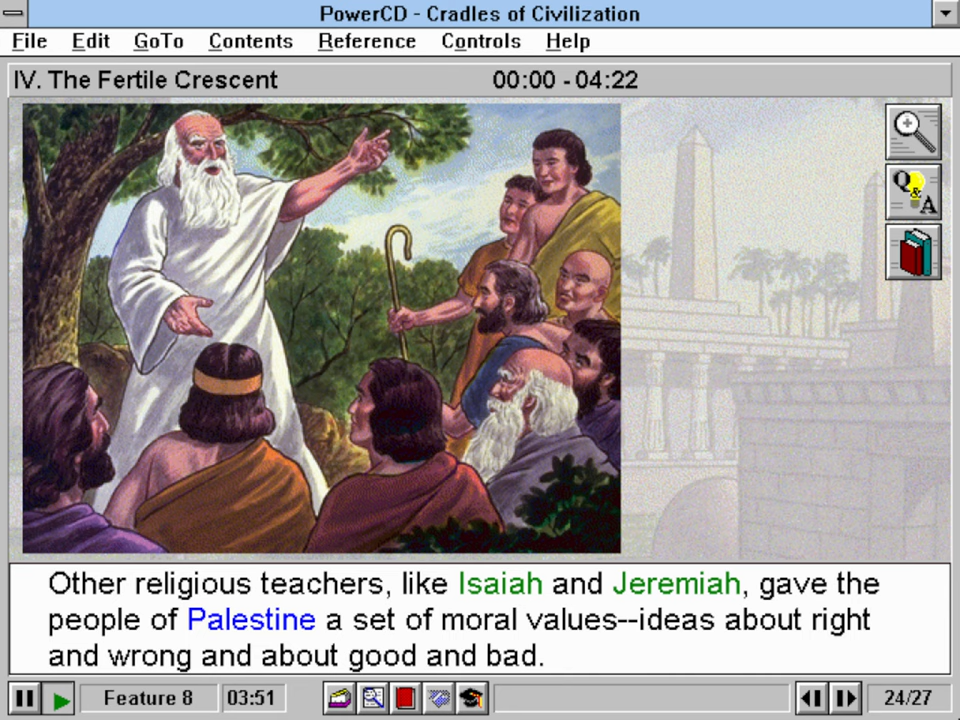 PowerCD - Cradles of Civilization
File Edit GoTo Contents Reference Controls Help
IV. The Fertile Crescent 00:00 - 04:22
Q & A
Other religious teachers, like Isaiah and Jeremiah, gave the
people of Palestine a set of moral values--ideas about right
and wrong and about good and bad.
Feature 8 03:51 24/27